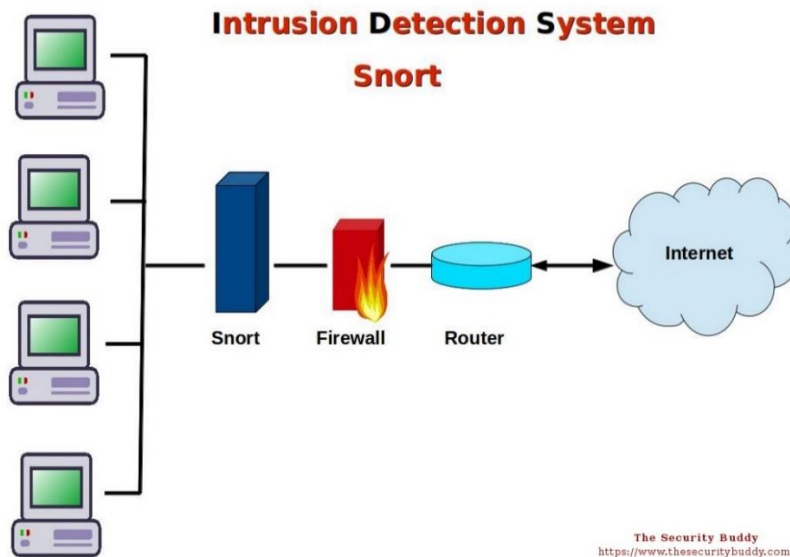 Intrusion Detection System
Snort
Internet
Snort
Firewall
Router
The Security Buddy
https://www.thesecuritybuddy.com